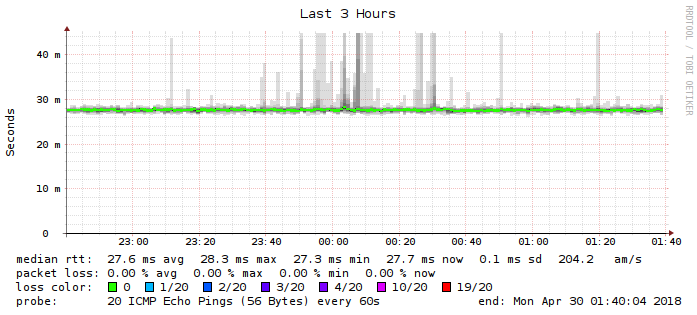 Last 3 Hours
RRDTOOL / TOBI OETIKER
Seconds
40 m
30 m
20 m
10 m
0
23:00 23:20 23:40 00:00 00:20 00:40 01:00 01:20 01:40
median rtt: 27.6 ms avg 28.3 ms max 27.3 ms min 27.7 ms now 0.1 ms sd 204.2 am/s
packet loss: 0.00 % avg 0.00 % max 0.00 % min 0.00 % now
loss color: 0 1/20 2/20 3/20 4/20 10/20 19/20
probe: 20 ICMP Echo Pings (56 Bytes) every 60s end: Mon Apr 30 01:40:04 2018